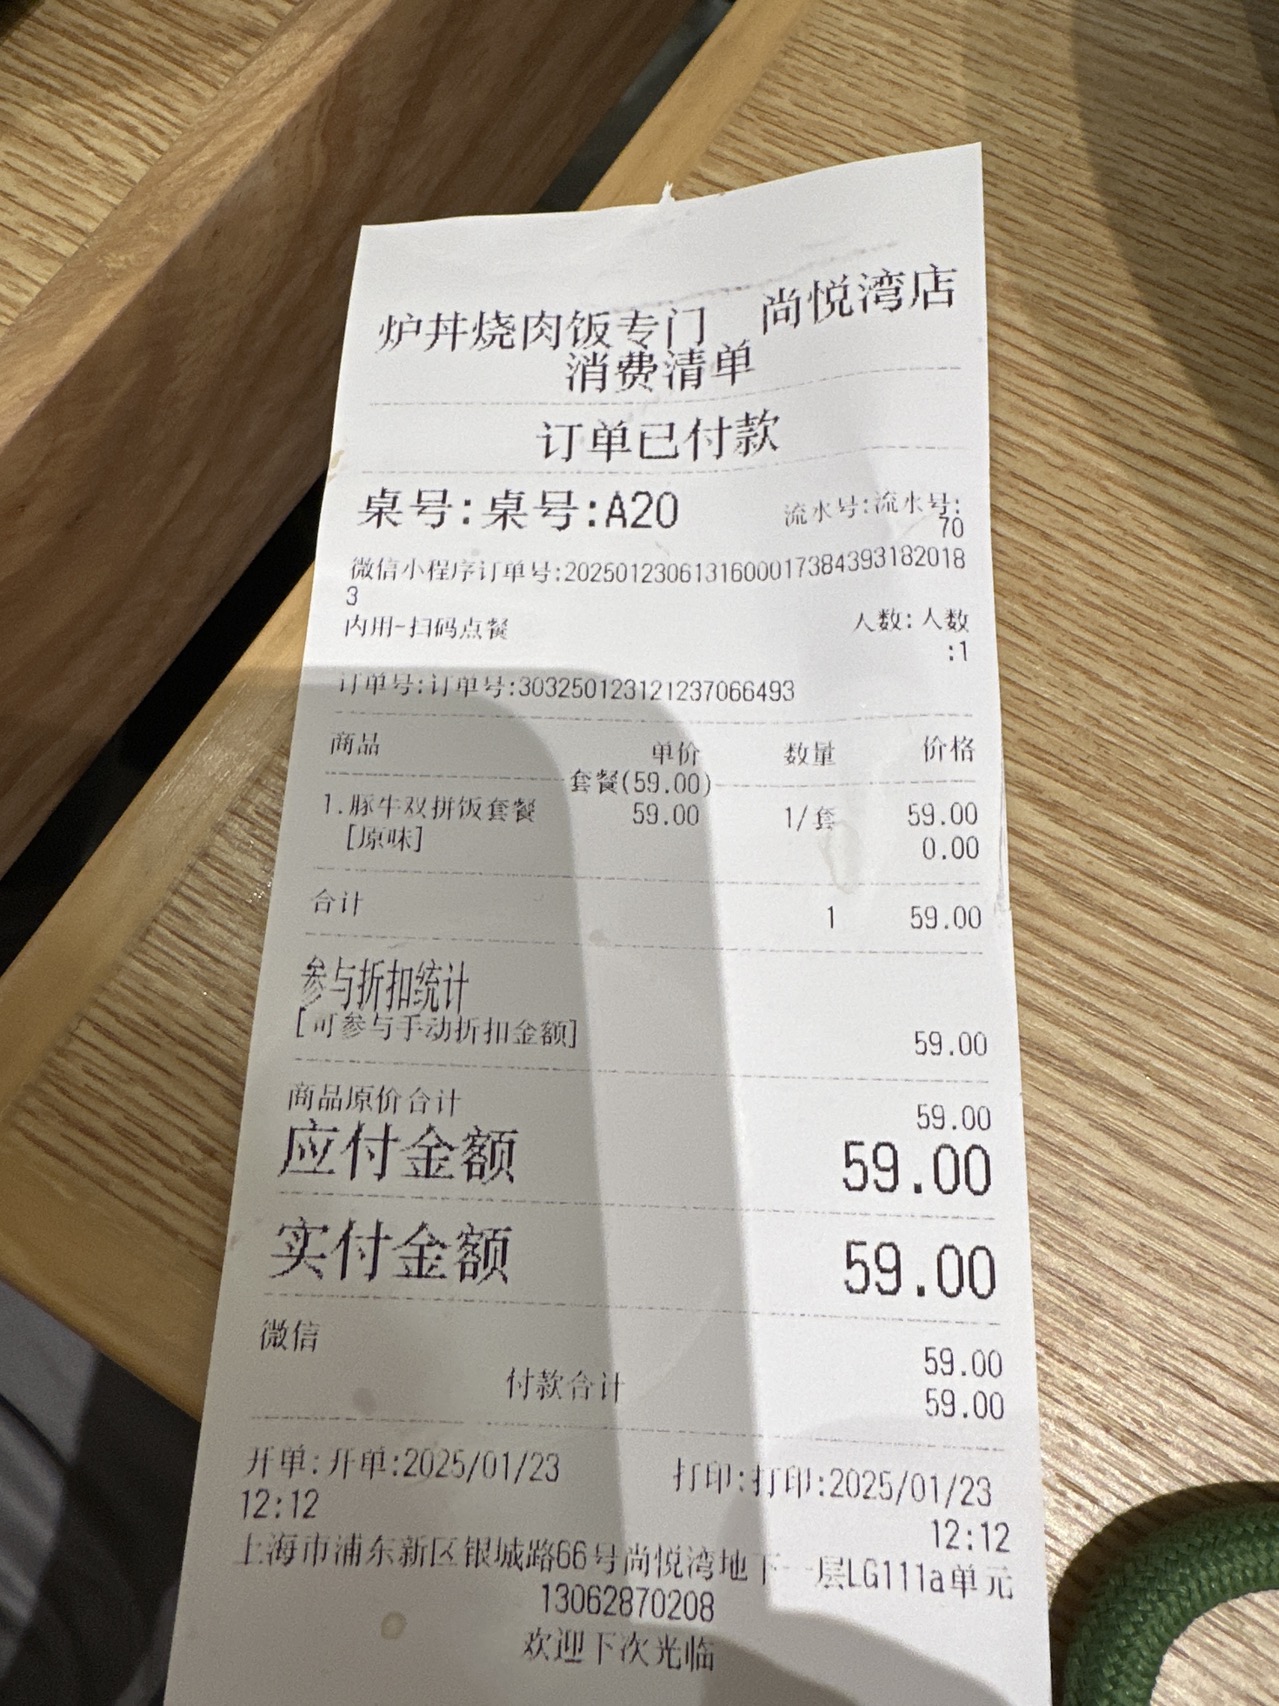 炉丼烧肉饭专门 尚悦湾店
消费清单
订单已付款
桌号:桌号:A20 流水号:流水号:
70
微信小程序订单号:202501230613160001738439318 2018
3
内用-扫码点餐 人数:人数
:1
订单号:订单号:303250123121237066493
商品 单价 数量 价格
套餐(59.00)
1.豚牛双拼饭套餐 59.00 1/套 59.00
[原味] 0.00
合计 1 59.00
参与折扣统计
[可参与手动折扣金额] 59.00
商品原价合计 59.00
应付金额 59.00
实付金额 59.00
微信 59.00
付款合计 59.00
开单:开单:2025/01/23 打印:打印:2025/01/23
12:12 12:12
上海市浦东新区银城路66号尚悦湾地下一层LG111a单元
13062870208
欢迎下次光临